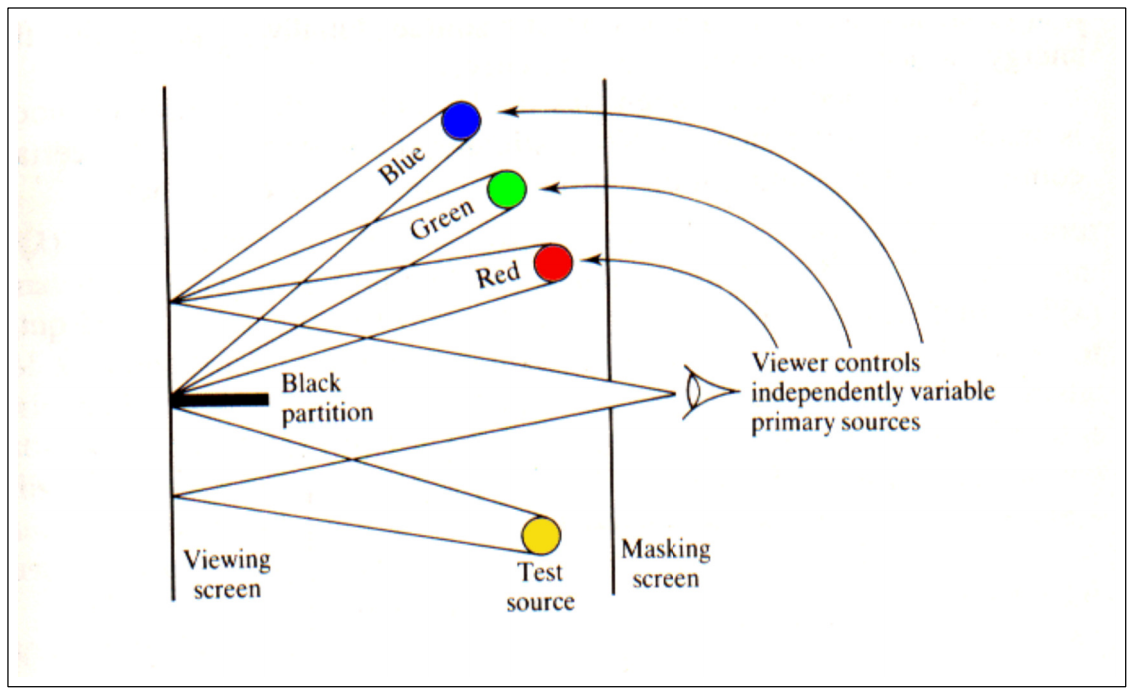 Blue
Green
Red
Black
partition
Viewer controls
independently variable
primary sources
Viewing
screen
Test
source
Masking
screen